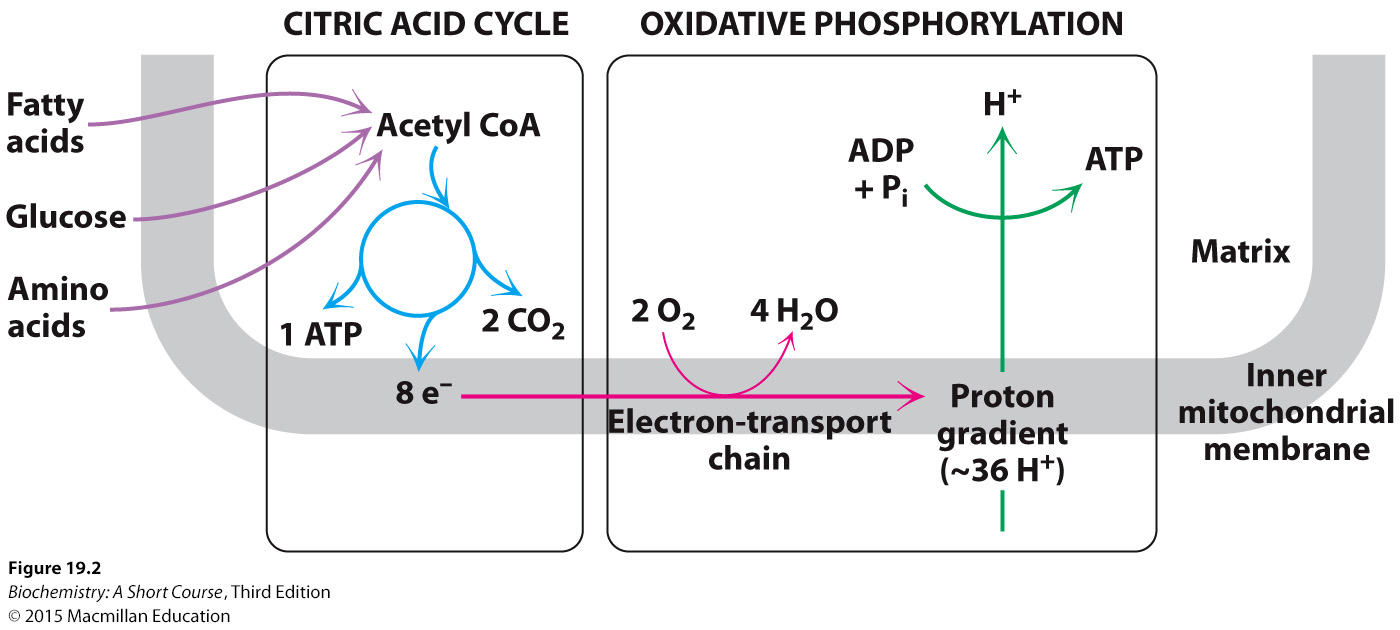 CITRIC ACID CYCLE
OXIDATIVE PHOSPHORYLATION
Fatty
acids
Glucose
Amino
acids
Acetyl CoA
1 ATP
2 CO₂
8 e⁻
2 O₂
4 H₂O
Electron-transport
chain
H⁺
ADP
+ Pᵢ
ATP
Proton
gradient
(~36 H⁺)
Matrix
Inner
mitochondrial
membrane
Figure 19.2
Biochemistry: A Short Course, Third Edition
© 2015 Macmillan Education